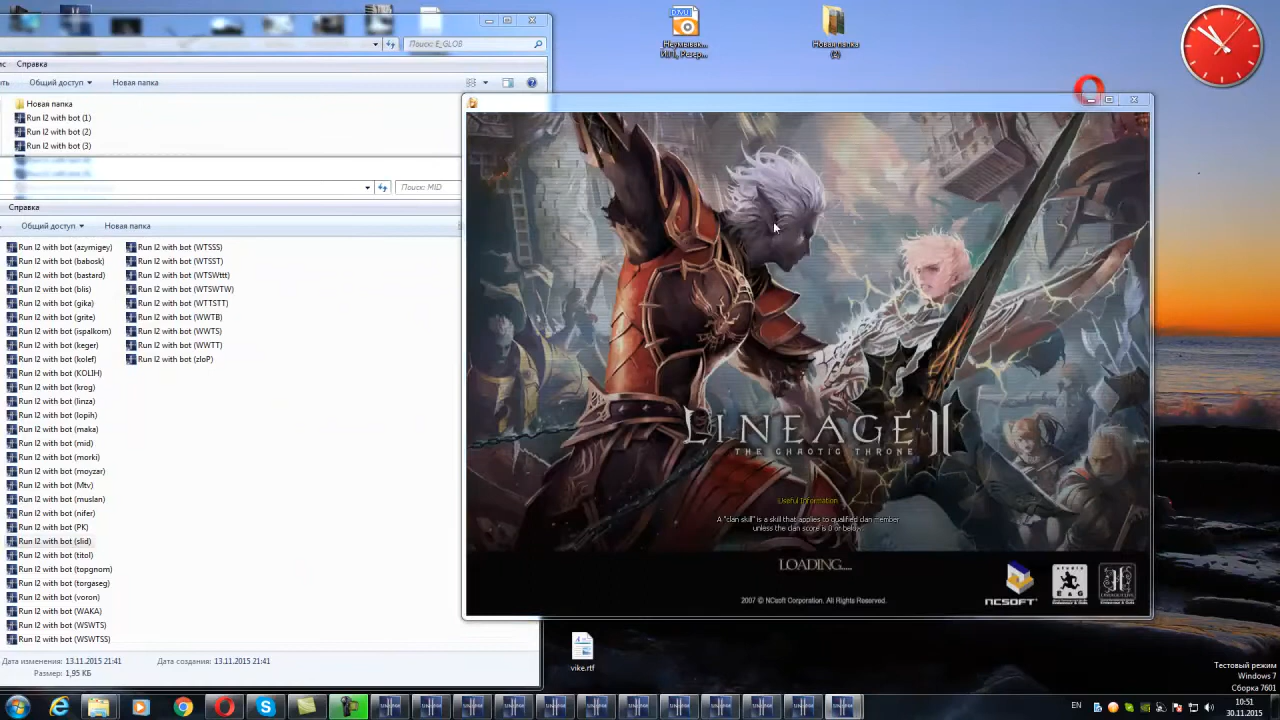 Поиск: E_GLOB
Справка
Общий доступ
Новая папка
Новая папка
Run l2 with bot (1)
Run l2 with bot (2)
Run l2 with bot (3)
Поиск: MID
Справка
Общий доступ
Новая папка
Run l2 with bot (azymigey)
Run l2 with bot (babosk)
Run l2 with bot (bastard)
Run l2 with bot (blis)
Run l2 with bot (gika)
Run l2 with bot (grite)
Run l2 with bot (ispalkom)
Run l2 with bot (keger)
Run l2 with bot (kolef)
Run l2 with bot (KOLIH)
Run l2 with bot (krog)
Run l2 with bot (linza)
Run l2 with bot (lopih)
Run l2 with bot (maka)
Run l2 with bot (mid)
Run l2 with bot (morki)
Run l2 with bot (moyzar)
Run l2 with bot (Mtv)
Run l2 with bot (muslan)
Run l2 with bot (nifer)
Run l2 with bot (PK)
Run l2 with bot (slid)
Run l2 with bot (titol)
Run l2 with bot (topgnom)
Run l2 with bot (torgaseg)
Run l2 with bot (voron)
Run l2 with bot (WAKA)
Run l2 with bot (WSWTS)
Run l2 with bot (WSWTSS)
Run l2 with bot (WTSSS)
Run l2 with bot (WTSST)
Run l2 with bot (WTSWttt)
Run l2 with bot (WTSWTW)
Run l2 with bot (WTTSTT)
Run l2 with bot (WWTB)
Run l2 with bot (WWTS)
Run l2 with bot (WWTT)
Run l2 with bot (zloP)
Дата изменения: 13.11.2015 21:41
Дата создания: 13.11.2015 21:41
Размер: 1,95 КБ
DJVU
Неумывак...
ИП., Резер...
Новая папка
(2)
LINEAGE II
THE CHAOTIC THRONE
Useful Information
A "clan skill" is a skill that applies to qualified clan member
unless the clan score is 0 or below.
LOADING....
2007 © NCsoft Corporation. All Rights Reserved.
NCSOFT
vike.rtf
Тестовый режим
Windows 7
Сборка 7601
EN
10:51
30.11.2015